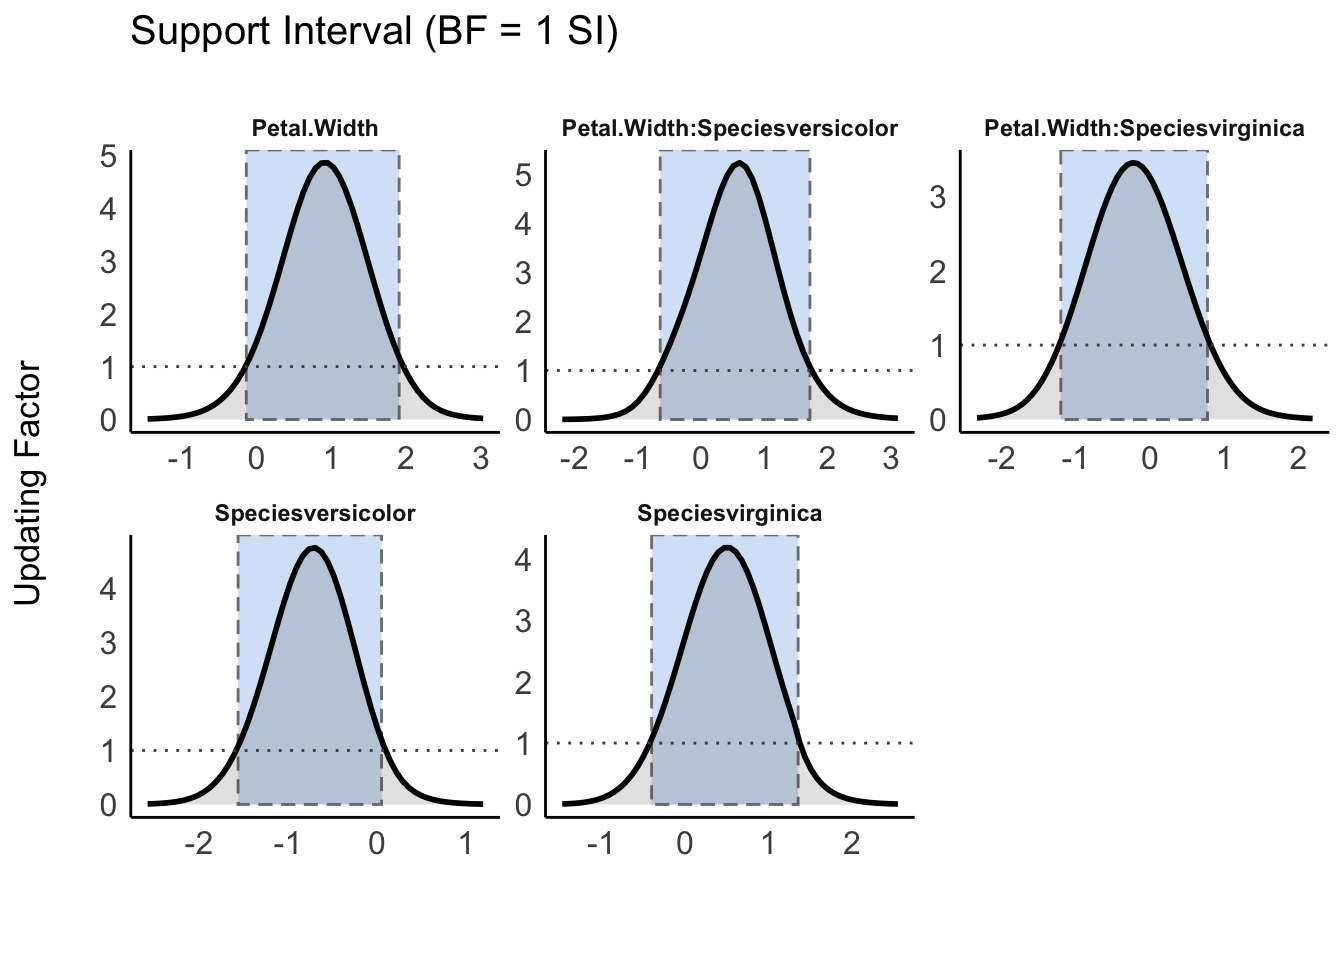 Support Interval (BF = 1 SI)
Updating Factor
Petal.Width
5
4
3
2
1
0
-1 0 1 2 3
Petal.Width:Speciesversicolor
5
4
3
2
1
0
-2 -1 0 1 2 3
Petal.Width:Speciesvirginica
3
2
1
0
-2 -1 0 1 2
Speciesversicolor
4
3
2
1
0
-2 -1 0 1
Speciesvirginica
4
3
2
1
0
-1 0 1 2